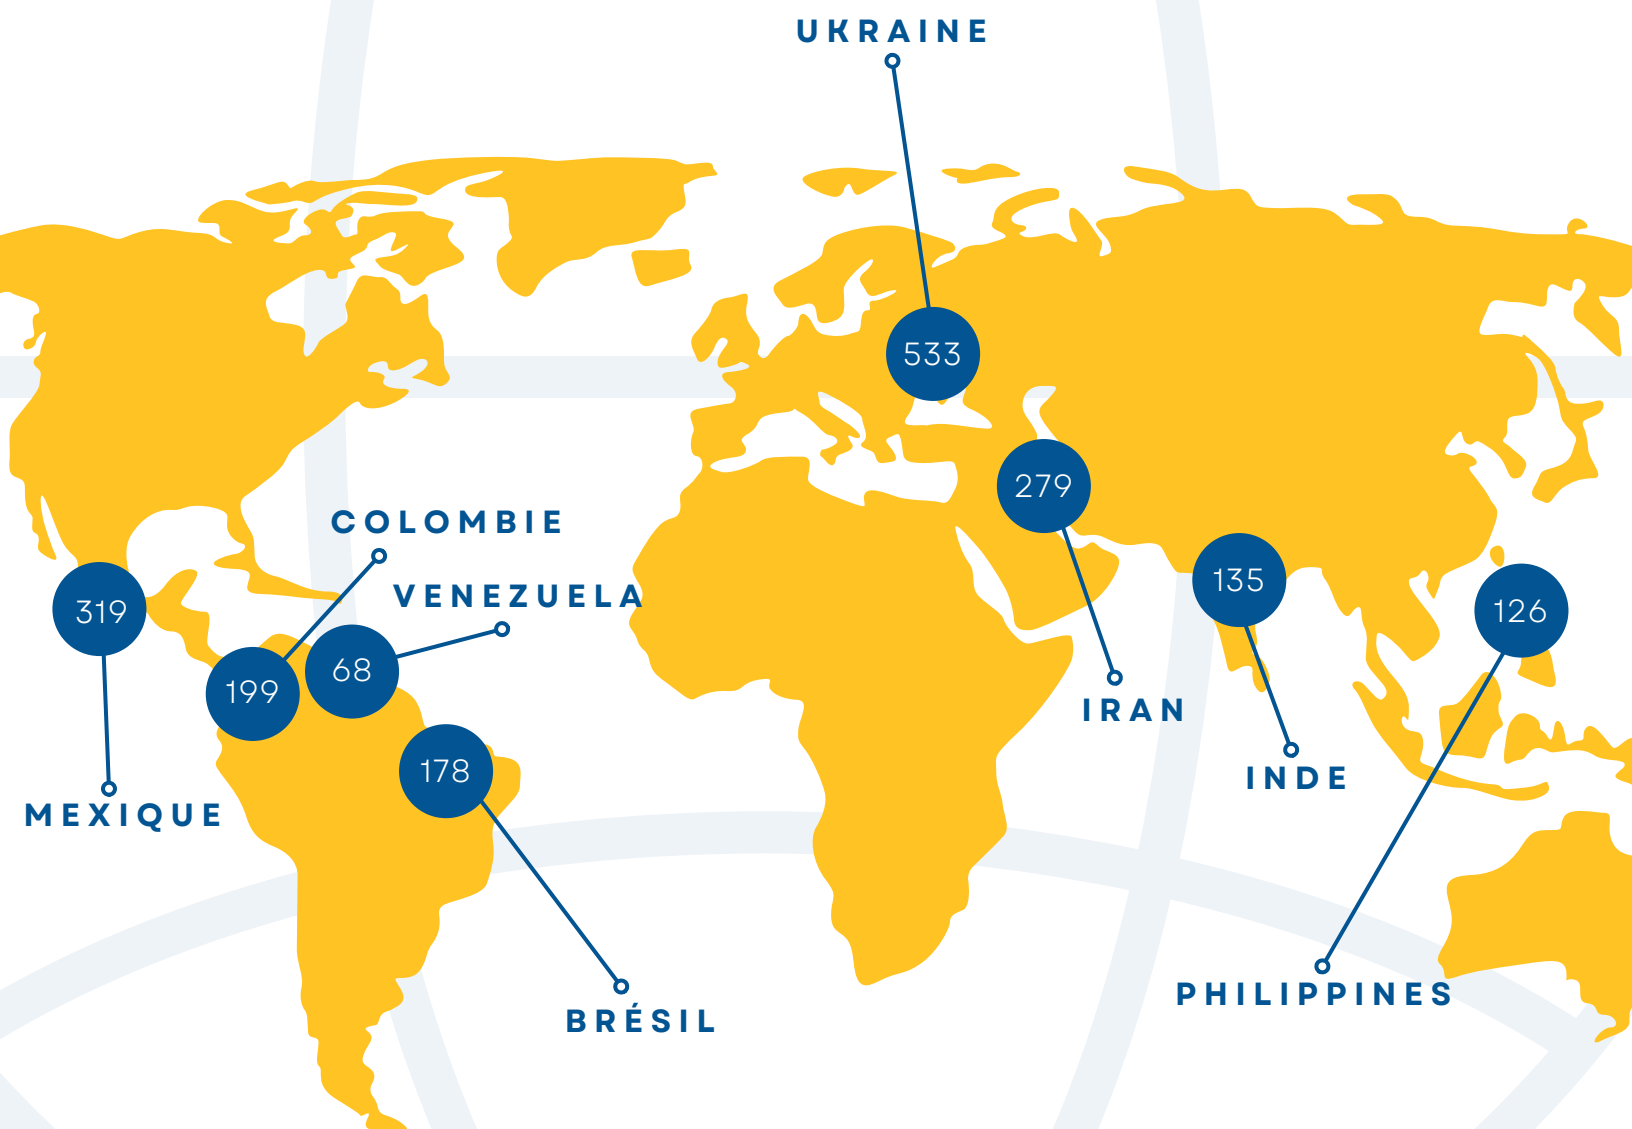 UKRAINE
533
279
COLOMBIE
135
VENEZUELA
319
126
68
199
IRAN
178
INDE
MEXIQUE
PHILIPPINES
BRÉSIL